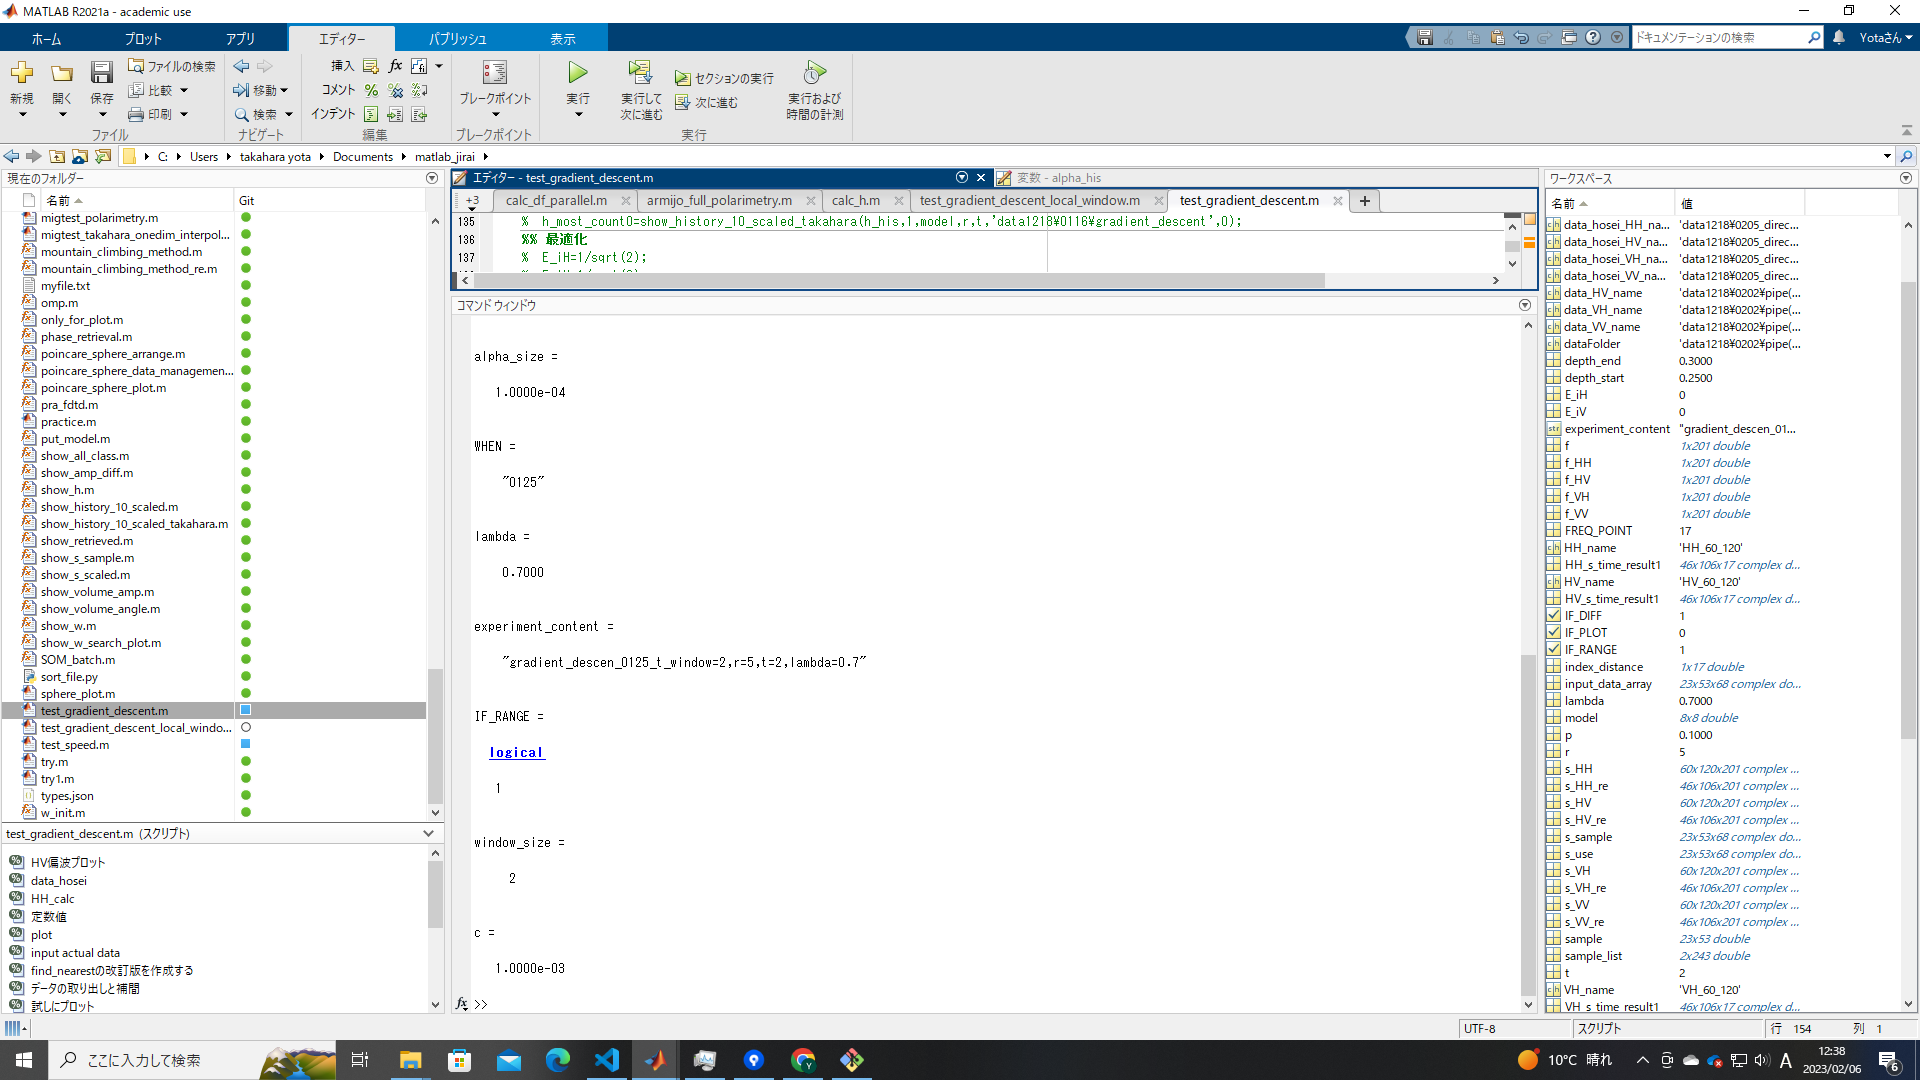 MATLAB R2021a - academic use
ホーム
プロット
アプリ
エディター
パブリッシュ
表示
ドキュメンテーションの検索
Yotaさん
新規
開く
保存
ファイルの検索
比較
印刷
ファイル
移動
検索
ナビゲート
挿入
コメント
インデント
編集
ブレークポイント
ブレークポイント
実行
実行して
次に進む
セクションの実行
次に進む
実行および
時間の計測
実行
C: Users takahara yota Documents matlab_jirai
現在のフォルダー
名前 Git
migtest_polarimetry.m
migtest_takahara_onedim_interpol...
mountain_climbing_method.m
mountain_climbing_method_re.m
myfile.txt
omp.m
only_for_plot.m
phase_retrieval.m
poincare_sphere_arrange.m
poincare_sphere_data_managemen...
poincare_sphere_plot.m
pra_fdtd.m
practice.m
put_model.m
show_all_class.m
show_amp_diff.m
show_h.m
show_history_10_scaled.m
show_history_10_scaled_takahara.m
show_retrieved.m
show_s_sample.m
show_s_scaled.m
show_volume_amp.m
show_volume_angle.m
show_w.m
show_w_search_plot.m
SOM_batch.m
sort_file.py
sphere_plot.m
test_gradient_descent.m
test_gradient_descent_local_windo...
test_speed.m
try.m
try1.m
types.json
w_init.m
test_gradient_descent.m (スクリプト)
HV偏波プロット
data_hosei
HH_calc
定数値
plot
input actual data
find_nearestの改訂版を作成する
データの取り出しと補間
試しにプロット
エディター - test_gradient_descent.m
変数 - alpha_his
+3
calc_df_parallel.m
armijo_full_polarimetry.m
calc_h.m
test_gradient_descent_local_window.m
test_gradient_descent.m
135 % h_most_count0=show_history_10_scaled_takahara(h_his,1,model,r,t,'data1218¥0116¥gradient_descent',0);
136 %% 最適化
137 % E_iH=1/sqrt(2);
コマンド ウィンドウ
alpha_size =
1.0000e-04
WHEN =
"0125"
lambda =
0.7000
experiment_content =
"gradient_descen_0125_t_window=2,r=5,t=2,lambda=0.7"
IF_RANGE =
logical
1
window_size =
2
c =
1.0000e-03
fx >>
ワークスペース
名前 値
data_hosei_HH_na... 'data1218¥0205_direc...
data_hosei_HV_na... 'data1218¥0205_direc...
data_hosei_VH_na... 'data1218¥0205_direc...
data_hosei_VV_na... 'data1218¥0205_direc...
data_HV_name 'data1218¥0202¥pipe(...
data_VH_name 'data1218¥0202¥pipe(...
data_VV_name 'data1218¥0202¥pipe(...
dataFolder 'data1218¥0202¥pipe(...
depth_end 0.3000
depth_start 0.2500
E_iH 0
E_iV 0
experiment_content "gradient_descen_01...
f 1x201 double
f_HH 1x201 double
f_HV 1x201 double
f_VH 1x201 double
f_VV 1x201 double
FREQ_POINT 17
HH_name 'HH_60_120'
HH_s_time_result1 46x106x17 complex d...
HV_name 'HV_60_120'
HV_s_time_result1 46x106x17 complex d...
IF_DIFF 1
IF_PLOT 0
IF_RANGE 1
index_distance 1x17 double
input_data_array 23x53x68 complex do...
lambda 0.7000
model 8x8 double
p 0.1000
r 5
s_HH 60x120x201 complex ...
s_HH_re 46x106x201 complex ...
s_HV 60x120x201 complex ...
s_HV_re 46x106x201 complex ...
s_sample 23x53x68 complex do...
s_use 23x53x68 complex do...
s_VH 60x120x201 complex ...
s_VH_re 46x106x201 complex ...
s_VV 60x120x201 complex ...
s_VV_re 46x106x201 complex ...
sample 23x53 double
sample_list 2x243 double
t 2
VH_name 'VH_60_120'
VH_s_time_result1 46x106x17 complex d...
UTF-8
スクリプト
行 154 列 1
ここに入力して検索
10°C 晴れ
A
12:38
2023/02/06
6